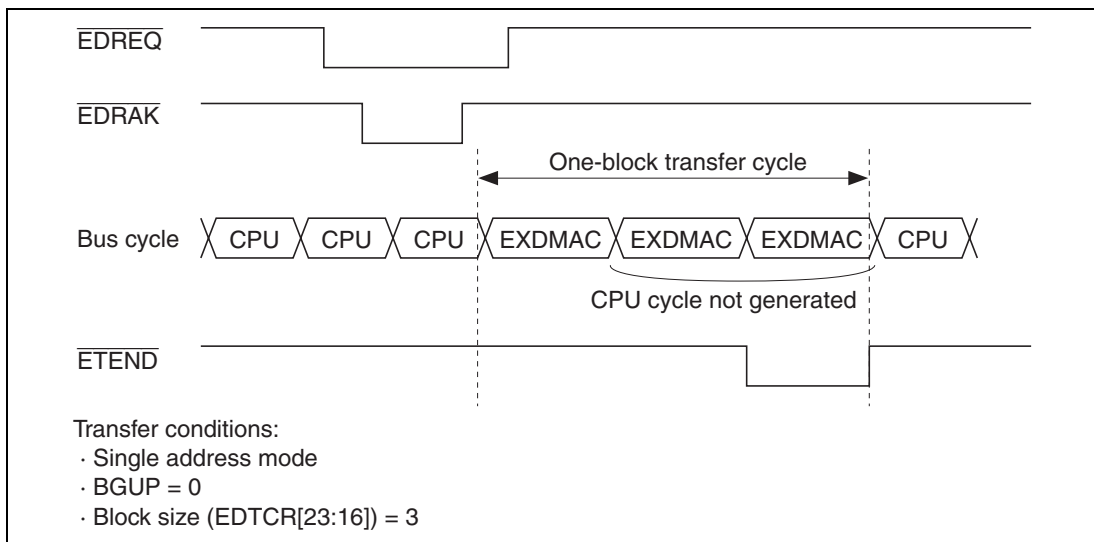 EDREQ
EDRAK
One-block transfer cycle
Bus cycle CPU CPU CPU EXDMAC EXDMAC EXDMAC CPU
CPU cycle not generated
ETEND
Transfer conditions:
· Single address mode
· BGUP = 0
· Block size (EDTCR[23:16]) = 3